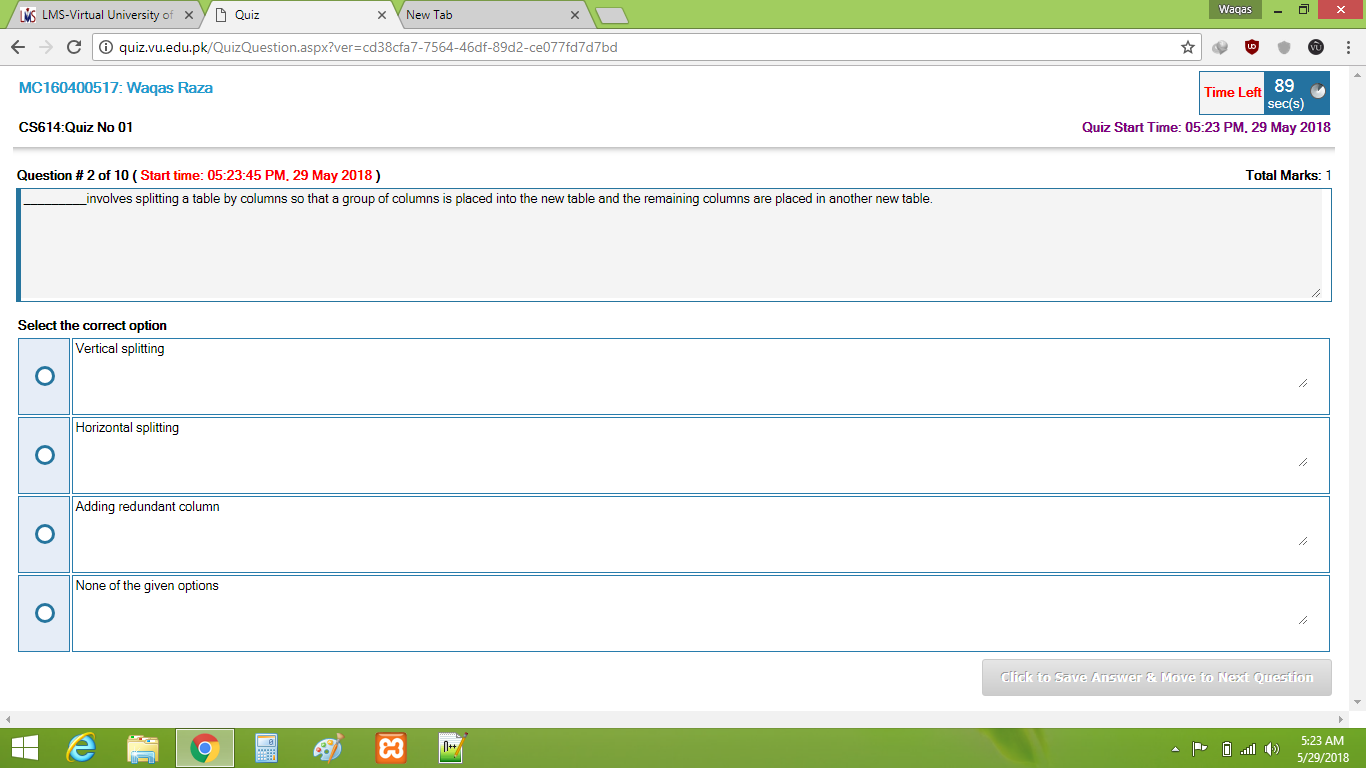 LMS-Virtual University of
Quiz
New Tab
Waqas
quiz.vu.edu.pk/QuizQuestion.aspx?ver=cd38cfa7-7564-46df-89d2-ce077fd7d7bd
MC160400517: Waqas Raza
Time Left 89 sec(s)
CS614:Quiz No 01
Quiz Start Time: 05:23 PM, 29 May 2018
Question # 2 of 10 ( Start time: 05:23:45 PM, 29 May 2018 )
Total Marks: 1
_________involves splitting a table by columns so that a group of columns is placed into the new table and the remaining columns are placed in another new table.
Select the correct option
Vertical splitting
Horizontal splitting
Adding redundant column
None of the given options
Click to Save Answer & Move to Next Question
5:23 AM
5/29/2018